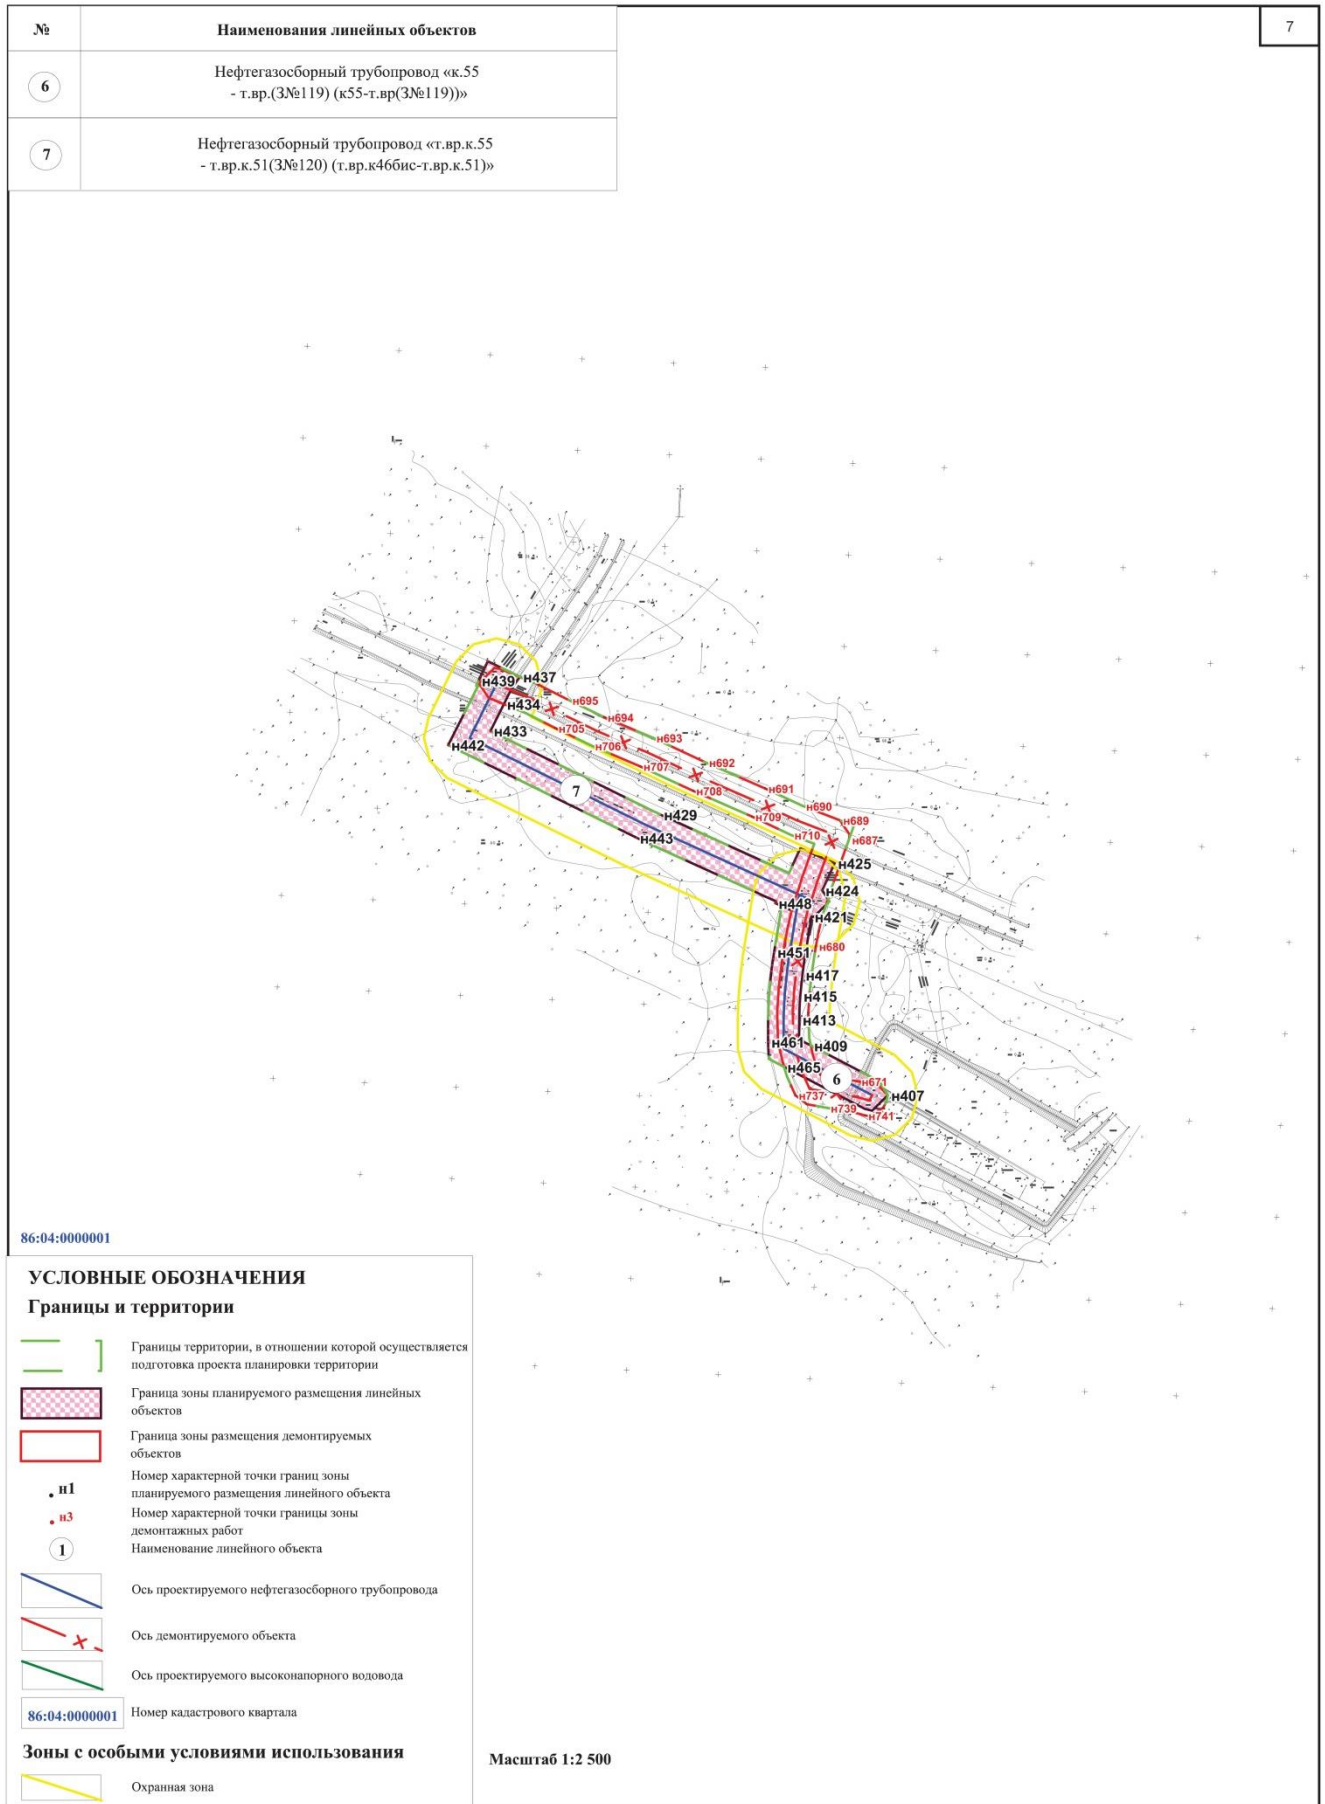 №
Наименования линейных объектов
7
6
Нефтегазосборный трубопровод «к.55
- т.вр.(3№119) (к55-т.вр(3№119))»
7
Нефтегазосборный трубопровод «т.вр.к.55
- т.вр.к.51(3№120) (т.вр.к46бис-т.вр.к.51)»
н437
н439
н695
н434
н694
н705
н433
н693
н442
н706
н692
н707
7
н691
н708
н690
н429
н709
н689
н443
н710
н687
н425
н424
н448
н421
н680
н451
н417
н415
н413
н461
н409
н465
6
н671
н737
н407
н739
н741
86:04:0000001
УСЛОВНЫЕ ОБОЗНАЧЕНИЯ
Границы и территории
Границы территории, в отношении которой осуществляется
подготовка проекта планировки территории
Граница зоны планируемого размещения линейных
объектов
Граница зоны размещения демонтируемых
объектов
н1
Номер характерной точки границ зоны
планируемого размещения линейного объекта
н3
Номер характерной точки границы зоны
демонтажных работ
1
Наименование линейного объекта
Ось проектируемого нефтегазосборного трубопровода
Ось демонтируемого объекта
Ось проектируемого высоконапорного водовода
86:04:0000001
Номер кадастрового квартала
Зоны с особыми условиями использования
Масштаб 1:2 500
Охранная зона